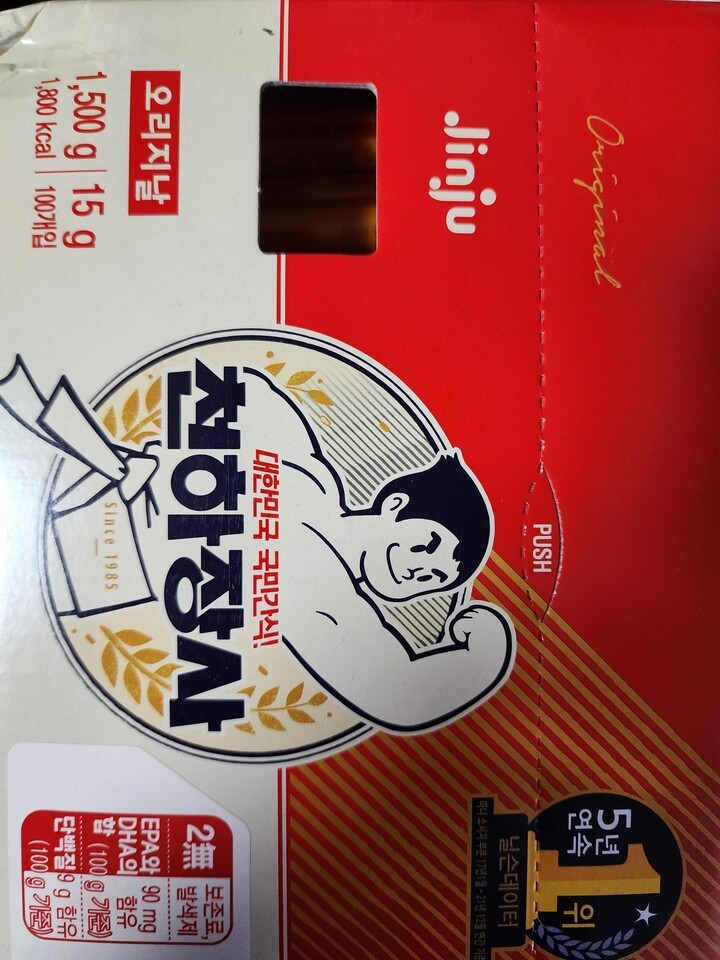 Original
PUSH
Jinju
5년
연속
1위
닐슨데이터
대한민국 국민간식!
천하장사
Since 1985
오리지날
1,500 g | 15 g
1,800 kcal | 100개입
2無 보존료, 발색제
EPA와 DHA의 합 90 mg 함유 (100 g 기준)
단백질 9 g 함유 (100 g 기준)